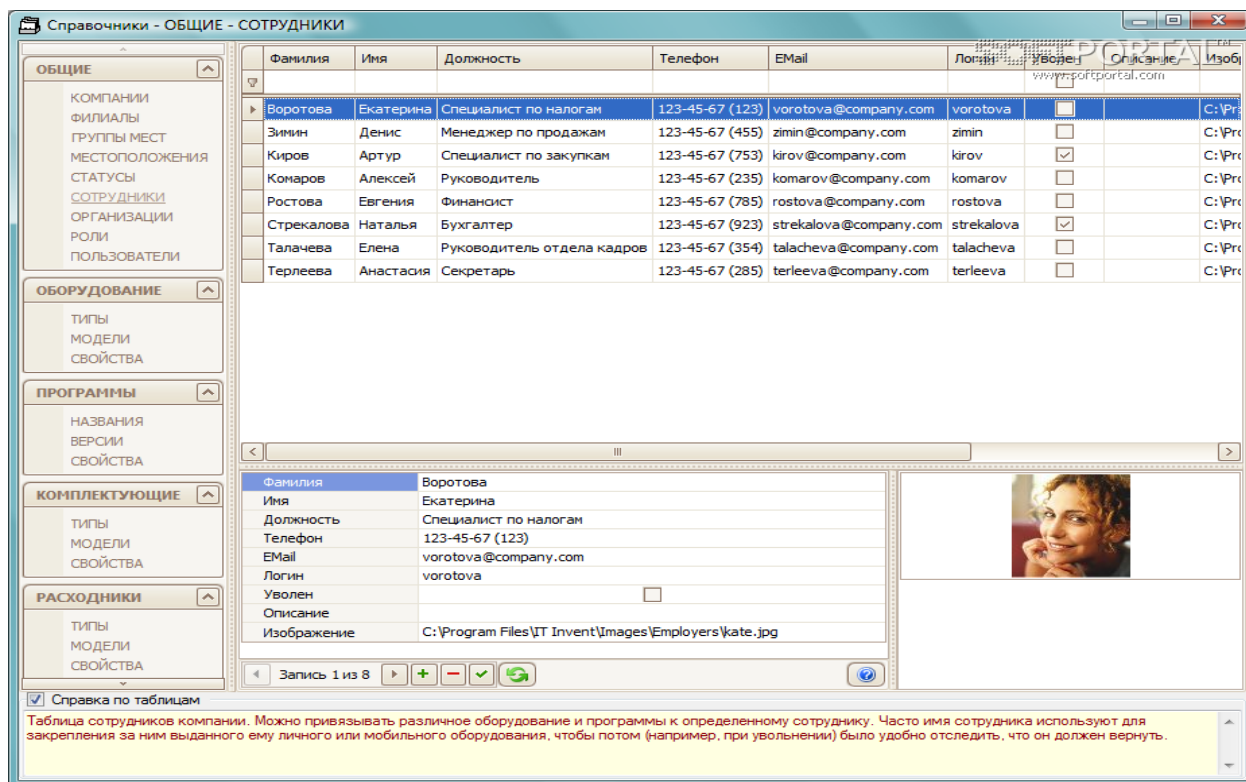 Справочники - ОБЩИЕ - СОТРУДНИКИ
SOFTPORTAL™
www.softportal.com
ОБЩИЕ
КОМПАНИИ
ФИЛИАЛЫ
ГРУППЫ МЕСТ
МЕСТОПОЛОЖЕНИЯ
СТАТУСЫ
СОТРУДНИКИ
ОРГАНИЗАЦИИ
РОЛИ
ПОЛЬЗОВАТЕЛИ
ОБОРУДОВАНИЕ
ТИПЫ
МОДЕЛИ
СВОЙСТВА
ПРОГРАММЫ
НАЗВАНИЯ
ВЕРСИИ
СВОЙСТВА
КОМПЛЕКТУЮЩИЕ
ТИПЫ
МОДЕЛИ
СВОЙСТВА
РАСХОДНИКИ
ТИПЫ
МОДЕЛИ
СВОЙСТВА
Фамилия Имя Должность Телефон EMail Логин Уволен Описание Изобр
Воротова Екатерина Специалист по налогам 123-45-67 (123) vorotova@company.com vorotova C:\Pr
Зимин Денис Менеджер по продажам 123-45-67 (455) zimin@company.com zimin C:\Pro
Киров Артур Специалист по закупкам 123-45-67 (753) kirov@company.com kirov C:\Pro
Комаров Алексей Руководитель 123-45-67 (235) komarov@company.com komarov C:\Pro
Ростова Евгения Финансист 123-45-67 (785) rostova@company.com rostova C:\Pro
Стрекалова Наталья Бухгалтер 123-45-67 (923) strekalova@company.com strekalova C:\Pro
Талачева Елена Руководитель отдела кадров 123-45-67 (354) talacheva@company.com talacheva C:\Pro
Терлеева Анастасия Секретарь 123-45-67 (285) terleeva@company.com terleeva C:\Pro
Фамилия Воротова
Имя Екатерина
Должность Специалист по налогам
Телефон 123-45-67 (123)
EMail vorotova@company.com
Логин vorotova
Уволен
Описание
Изображение C:\Program Files\IT Invent\Images\Employers\kate.jpg
Запись 1 из 8
Справка по таблицам
Таблица сотрудников компании. Можно привязывать различное оборудование и программы к определенному сотруднику. Часто имя сотрудника используют для
закрепления за ним выданного ему личного или мобильного оборудования, чтобы потом (например, при увольнении) было удобно отследить, что он должен вернуть.